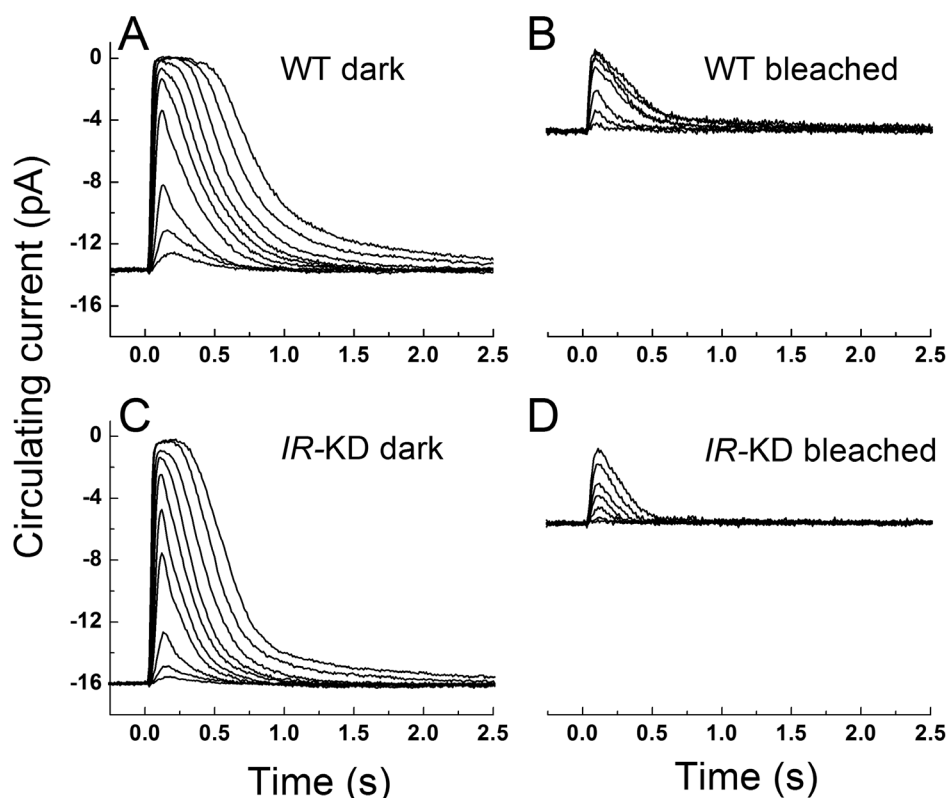 A
WT dark
B
WT bleached
0
-4
-8
-12
-16
0.0 0.5 1.0 1.5 2.0 2.5
0.0 0.5 1.0 1.5 2.0 2.5
Circulating current (pA)
C
IR-KD dark
D
IR-KD bleached
0
-4
-8
-12
-16
0.0 0.5 1.0 1.5 2.0 2.5
0.0 0.5 1.0 1.5 2.0 2.5
Time (s)
Time (s)